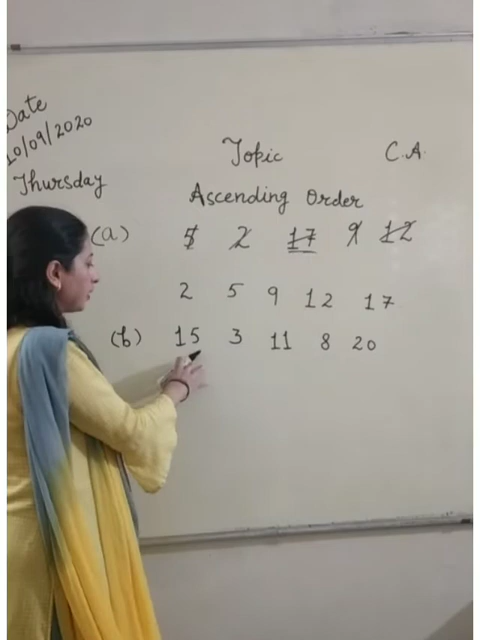 Date
10/09/2020
Thursday
Topic C.A.
Ascending Order
(a) 5 2 17 9 12
2 5 9 12 17
(b) 15 3 11 8 20